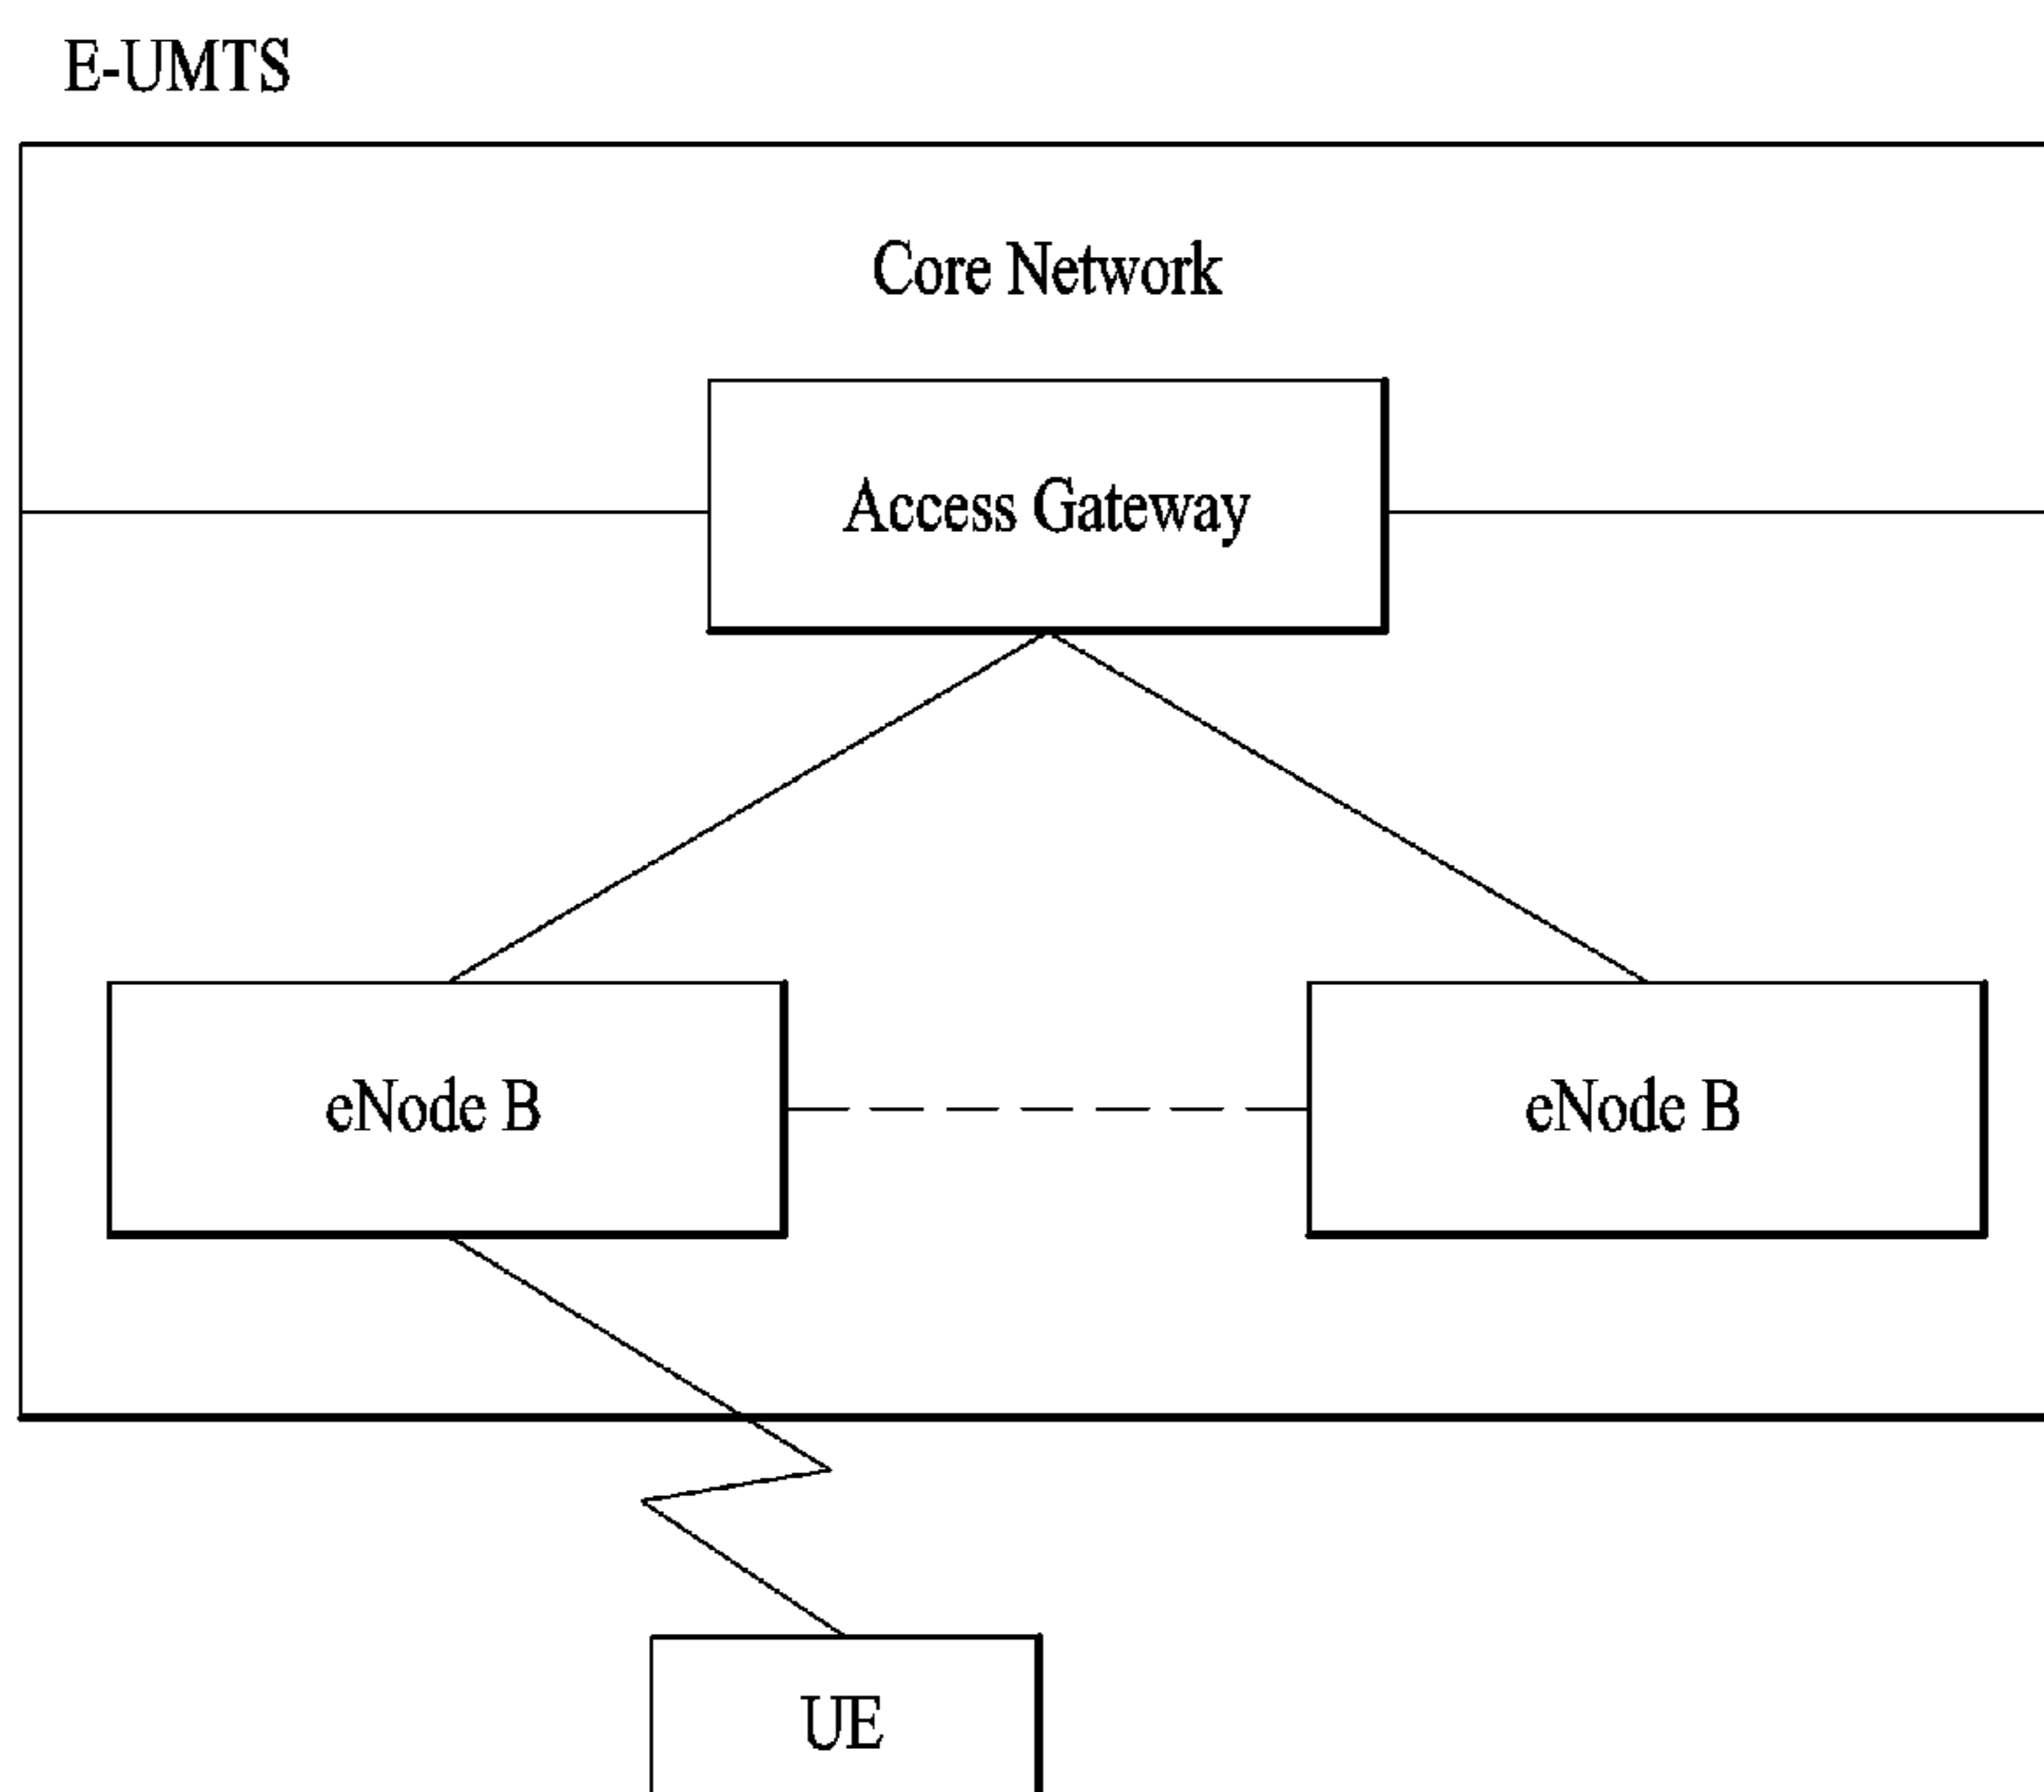 E-UMTS
Core Network
Access Gateway
eNode B
eNode B
UE